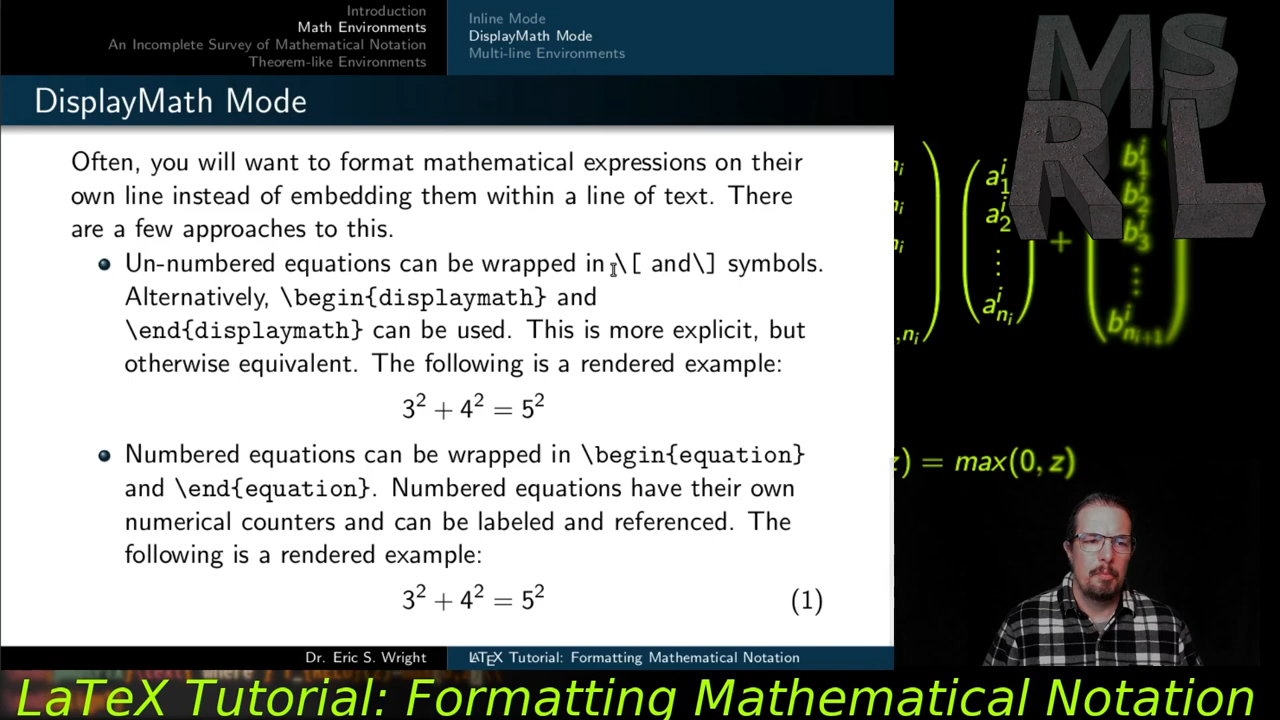 Introduction
Math Environments
An Incomplete Survey of Mathematical Notation
Theorem-like Environments
Inline Mode
DisplayMath Mode
Multi-line Environments
DisplayMath Mode
Often, you will want to format mathematical expressions on their
own line instead of embedding them within a line of text. There
are a few approaches to this.
Un-numbered equations can be wrapped in \[ and\] symbols.
Alternatively, \begin{displaymath} and
\end{displaymath} can be used. This is more explicit, but
otherwise equivalent. The following is a rendered example:
3² + 4² = 5²
Numbered equations can be wrapped in \begin{equation}
and \end{equation}. Numbered equations have their own
numerical counters and can be labeled and referenced. The
following is a rendered example:
3² + 4² = 5² (1)
Dr. Eric S. Wright
LATEX Tutorial: Formatting Mathematical Notation
MS
RL
) = max(0, z)
LaTeX Tutorial: Formatting Mathematical Notation